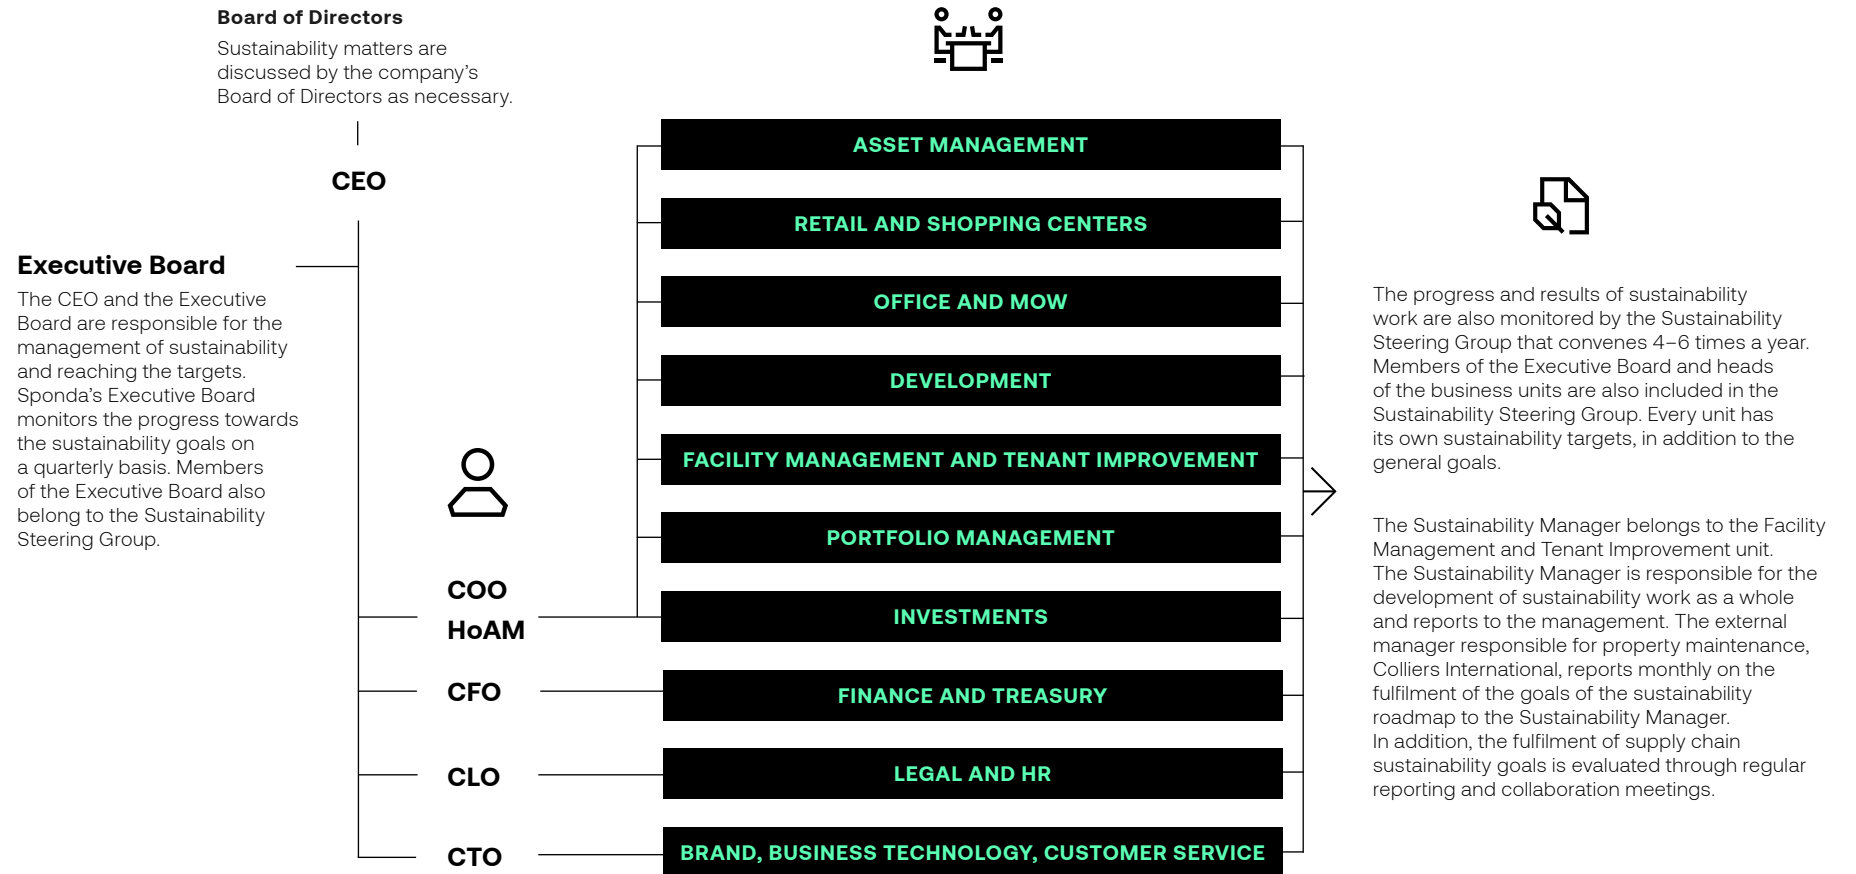 Board of Directors
Sustainability matters are
discussed by the company’s
Board of Directors as necessary.
CEO
Executive Board
The CEO and the Executive
Board are responsible for the
management of sustainability
and reaching the targets.
Sponda’s Executive Board
monitors the progress towards
the sustainability goals on
a quarterly basis. Members
of the Executive Board also
belong to the Sustainability
Steering Group.
COO
HoAM
CFO
CLO
CTO
ASSET MANAGEMENT
RETAIL AND SHOPPING CENTERS
OFFICE AND MOW
DEVELOPMENT
FACILITY MANAGEMENT AND TENANT IMPROVEMENT
PORTFOLIO MANAGEMENT
INVESTMENTS
FINANCE AND TREASURY
LEGAL AND HR
BRAND, BUSINESS TECHNOLOGY, CUSTOMER SERVICE
The progress and results of sustainability
work are also monitored by the Sustainability
Steering Group that convenes 4–6 times a year.
Members of the Executive Board and heads
of the business units are also included in the
Sustainability Steering Group. Every unit has
its own sustainability targets, in addition to the
general goals.
The Sustainability Manager belongs to the Facility
Management and Tenant Improvement unit.
The Sustainability Manager is responsible for the
development of sustainability work as a whole
and reports to the management. The external
manager responsible for property maintenance,
Colliers International, reports monthly on the
fulfilment of the goals of the sustainability
roadmap to the Sustainability Manager.
In addition, the fulfilment of supply chain
sustainability goals is evaluated through regular
reporting and collaboration meetings.